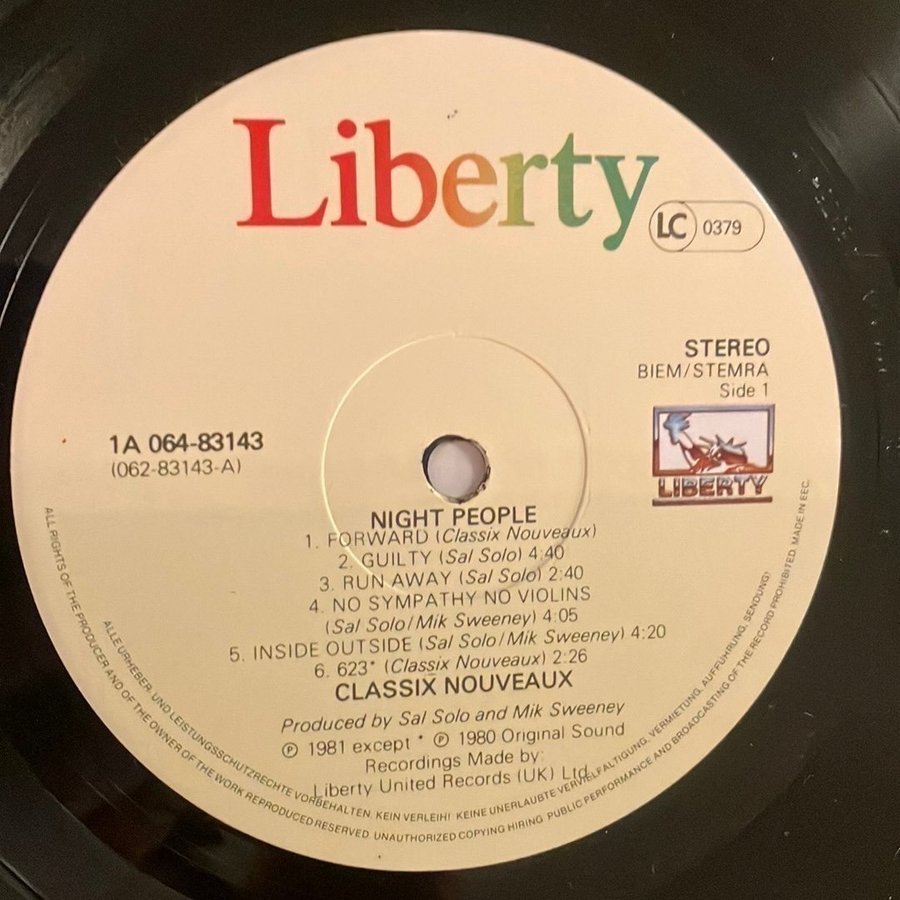 Liberty
LC 0379
STEREO
BIEM/STEMRA
Side 1
LIBERTY
1A 064-83143
(062-83143-A)
NIGHT PEOPLE
1. FORWARD (Classix Nouveaux)
2. GUILTY (Sal Solo) 4:40
3. RUN AWAY (Sal Solo) 2:40
4. NO SYMPATHY NO VIOLINS
(Sal Solo/Mik Sweeney) 4:05
5. INSIDE OUTSIDE (Sal Solo/Mik Sweeney) 4:20
6. 623* (Classix Nouveaux) 2:26
CLASSIX NOUVEAUX
Produced by Sal Solo and Mik Sweeney
℗ 1981 except * ℗ 1980 Original Sound
Recordings Made by:
Liberty United Records (UK) Ltd.
ALLE URHEBER- UND LEISTUNGSSCHUTZRECHTE VORBEHALTEN. KEIN VERLEIH! KEINE UNERLAUBTE VERVIELFALTIGUNG, VERMIETUNG, AUFFUHRUNG, SENDUNG!
ALL RIGHTS OF THE PRODUCER AND OF THE OWNER OF THE WORK REPRODUCED RESERVED. UNAUTHORIZED COPYING HIRING PUBLIC PERFORMANCE AND BROADCASTING OF THE RECORD PROHIBITED. MADE IN EEC.